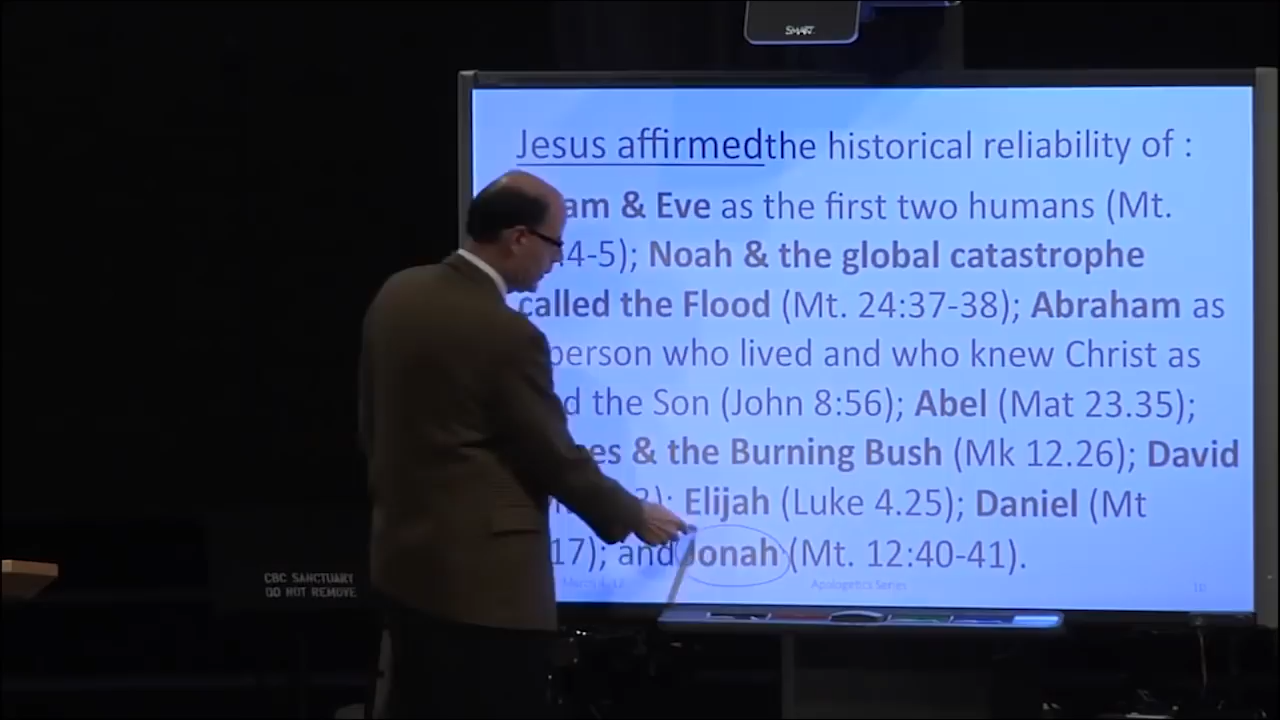 SMART
Jesus affirmed the historical reliability of :
am & Eve as the first two humans (Mt.
4-5); Noah & the global catastrophe
called the Flood (Mt. 24:37-38); Abraham as
person who lived and who knew Christ as
d the Son (John 8:56); Abel (Mat 23.35);
es & the Burning Bush (Mk 12.26); David
3); Elijah (Luke 4.25); Daniel (Mt
17); and Jonah (Mt. 12:40-41).
Apologetics Series
CBC SANCTUARY
DO NOT REMOVE